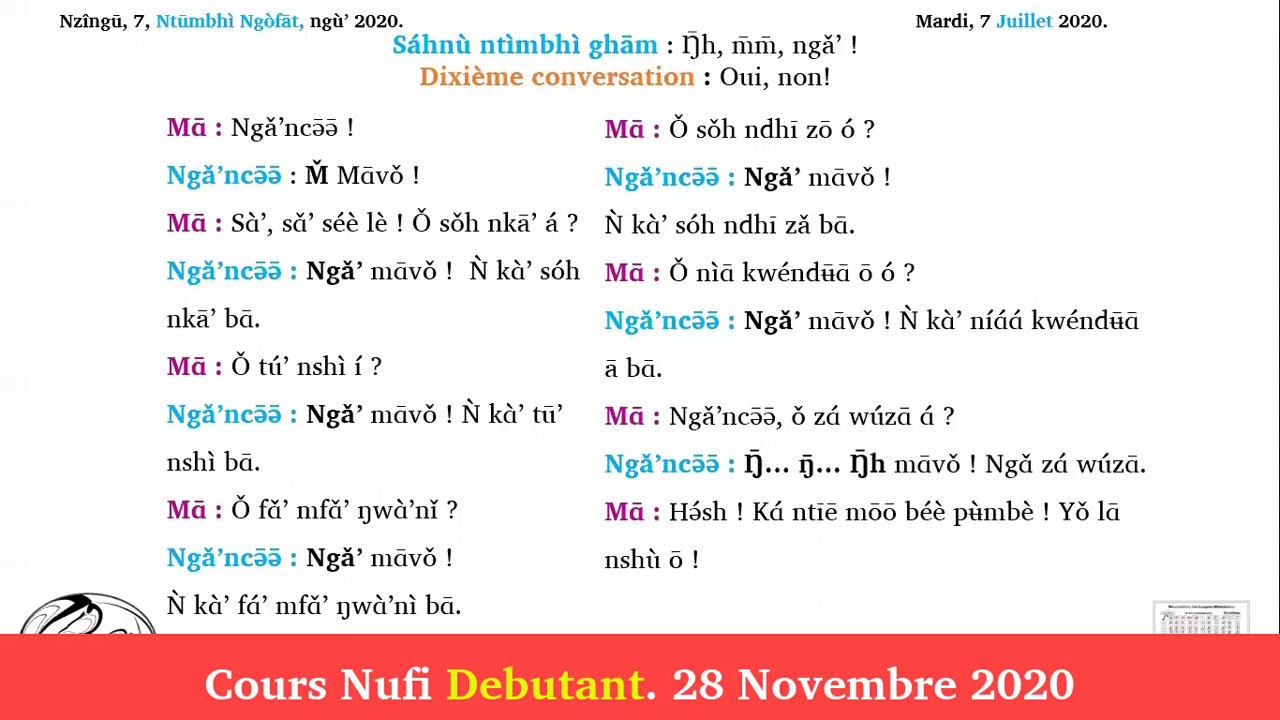 Nzîngū, 7, Ntūmbhì Ngòfāt, ngù’ 2020.
Mardi, 7 Juillet 2020.
Sáhnù ntìmbhì ghām : Ŋ̄h, m̄m̄, ngǎ’ !
Dixième conversation : Oui, non!
Mā : Ngǎ’ncə̄ə̄ !
Ngǎ’ncə̄ə̄ : M̌ Māvǒ !
Mā : Sà’, sǎ’ séè lè ! Ǒ sǒh nkā’ á ?
Ngǎ’ncə̄ə̄ : Ngǎ’ māvǒ ! Ǹ kà’ sóh
nkā’ bā.
Mā : Ǒ tú’ nshì í ?
Ngǎ’ncə̄ə̄ : Ngǎ’ māvǒ ! Ǹ kà’ tū’
nshì bā.
Mā : Ǒ fǎ’ mfǎ’ ŋwà’nǐ ?
Ngǎ’ncə̄ə̄ : Ngǎ’ māvǒ !
Ǹ kà’ fá’ mfǎ’ ŋwà’nì bā.
Mā : Ǒ sǒh ndhī zō ó ?
Ngǎ’ncə̄ə̄ : Ngǎ’ māvǒ !
Ǹ kà’ sóh ndhī zǎ bā.
Mā : Ǒ nìā kwéndʉ̄ā ō ó ?
Ngǎ’ncə̄ə̄ : Ngǎ’ māvǒ ! Ǹ kà’ níáá kwéndʉ̄ā
ā bā.
Mā : Ngǎ’ncə̄ə̄, ǒ zá wúzā á ?
Ngǎ’ncə̄ə̄ : Ŋ̄... ŋ̄... Ŋ̄h māvǒ ! Ngǎ zá wúzā.
Mā : Hə́sh ! Ká ntīē mōō béè pʉ̀mbè ! Yǒ lā
nshù ō !
Cours Nufi Debutant. 28 Novembre 2020